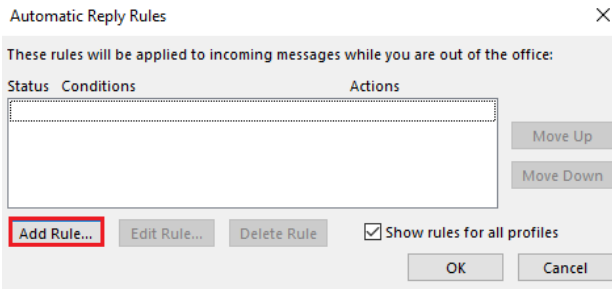 Automatic Reply Rules
These rules will be applied to incoming messages while you are out of the office:
Status Conditions Actions
Move Up
Move Down
Add Rule... Edit Rule... Delete Rule Show rules for all profiles
OK Cancel